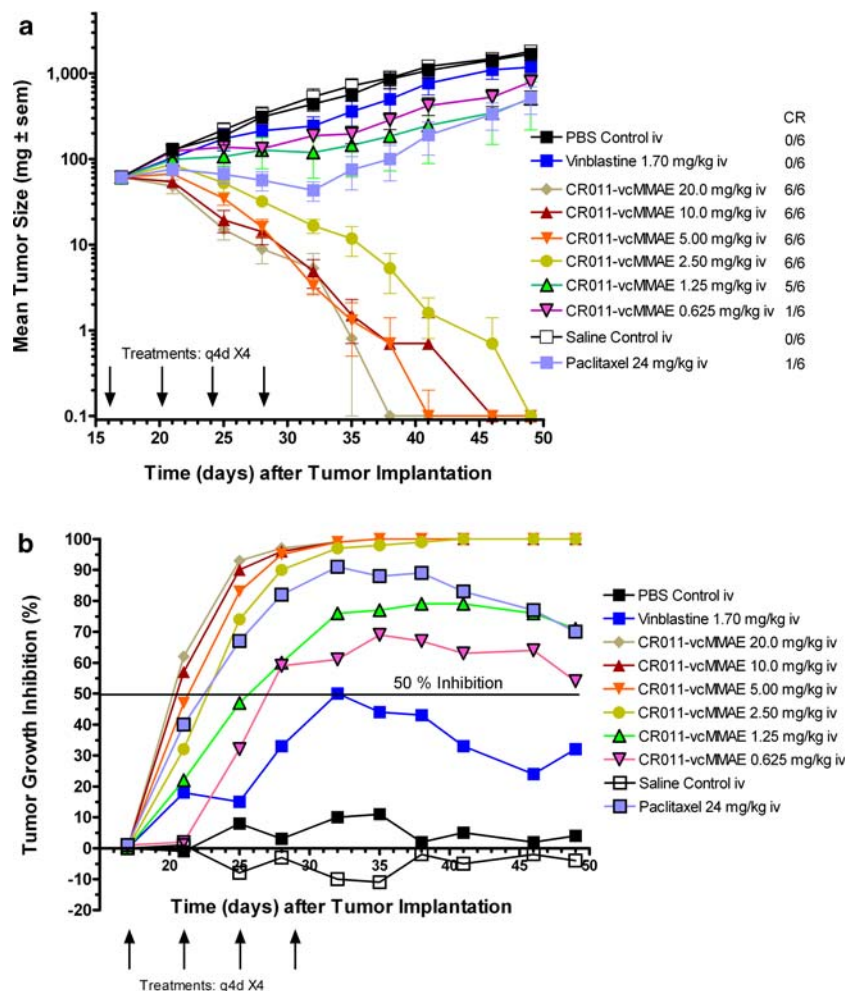 a
Mean Tumor Size (mg ± sem)
1,000
100
10
1
0.1
Treatments: q4d X4
15 20 25 30 35 40 45 50
Time (days) after Tumor Implantation
CR
PBS Control iv 0/6
Vinblastine 1.70 mg/kg iv 0/6
CR011-vcMMAE 20.0 mg/kg iv 6/6
CR011-vcMMAE 10.0 mg/kg iv 6/6
CR011-vcMMAE 5.00 mg/kg iv 6/6
CR011-vcMMAE 2.50 mg/kg iv 6/6
CR011-vcMMAE 1.25 mg/kg iv 5/6
CR011-vcMMAE 0.625 mg/kg iv 1/6
Saline Control iv 0/6
Paclitaxel 24 mg/kg iv 1/6
b
Tumor Growth Inhibition (%)
100
90
80
70
60
50
40
30
20
10
0
-10
-20
50 % Inhibition
20 25 30 35 40 45 50
Time (days) after Tumor Implantation
Treatments: q4d X4
PBS Control iv
Vinblastine 1.70 mg/kg iv
CR011-vcMMAE 20.0 mg/kg iv
CR011-vcMMAE 10.0 mg/kg iv
CR011-vcMMAE 5.00 mg/kg iv
CR011-vcMMAE 2.50 mg/kg iv
CR011-vcMMAE 1.25 mg/kg iv
CR011-vcMMAE 0.625 mg/kg iv
Saline Control iv
Paclitaxel 24 mg/kg iv